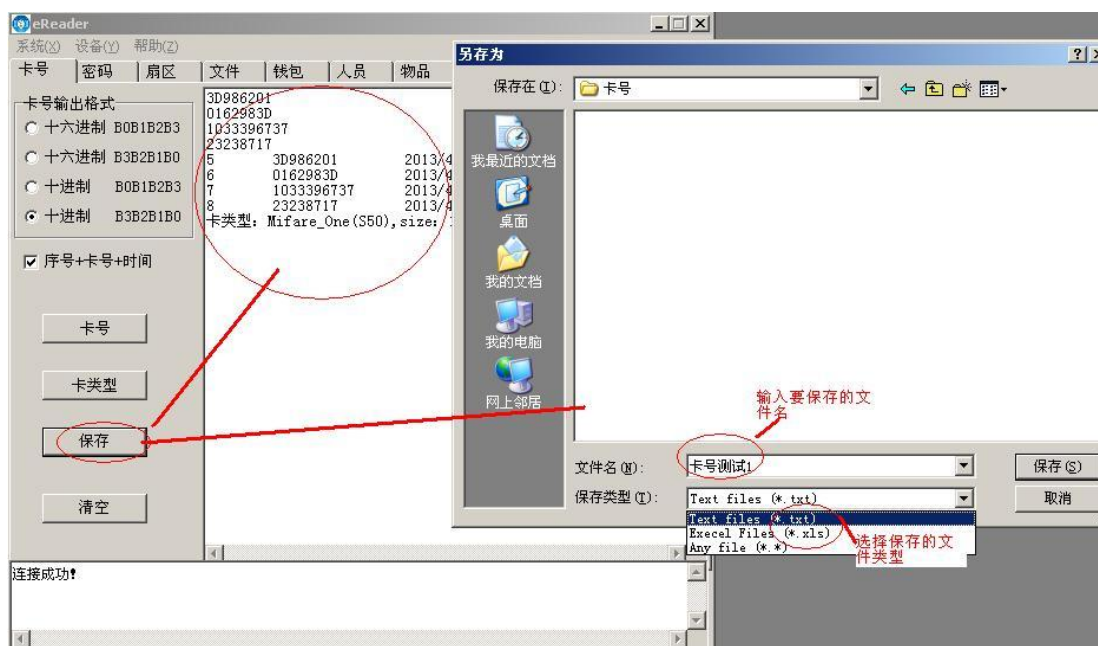 eReader
系统(X) 设备(Y) 帮助(Z)
卡号 密码 扇区 文件 钱包 人员 物品
卡号输出格式
十六进制 B0B1B2B3
十六进制 B3B2B1B0
十进制 B0B1B2B3
十进制 B3B2B1B0
序号+卡号+时间
卡号
卡类型
保存
清空
3D986201
0162983D
1033396737
23238717
5 3D986201 2013/4
6 0162983D 2013/4
7 1033396737 2013/4
8 23238717 2013/4
卡类型: Mifare_One(S50),size:
连接成功!
另存为
保存在(I): 卡号
我最近的文档
桌面
我的文档
我的电脑
网上邻居
输入要保存的文
件名
文件名(N): 卡号测试1 保存(S)
保存类型(T): Text files (*.txt) 取消
Text files (*.txt)
Execel Files (*.xls)
Any file (*.*)
选择保存的文
件类型